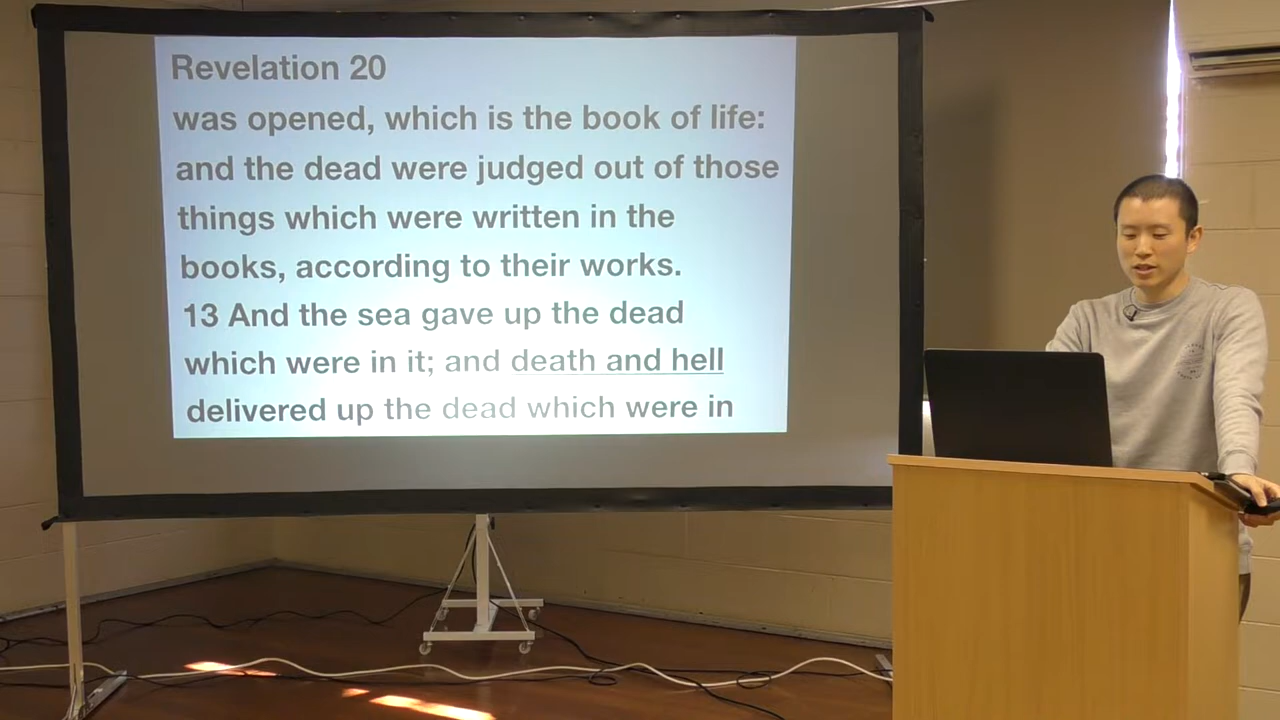 Revelation 20
was opened, which is the book of life:
and the dead were judged out of those
things which were written in the
books, according to their works.
13 And the sea gave up the dead
which were in it; and death and hell
delivered up the dead which were in